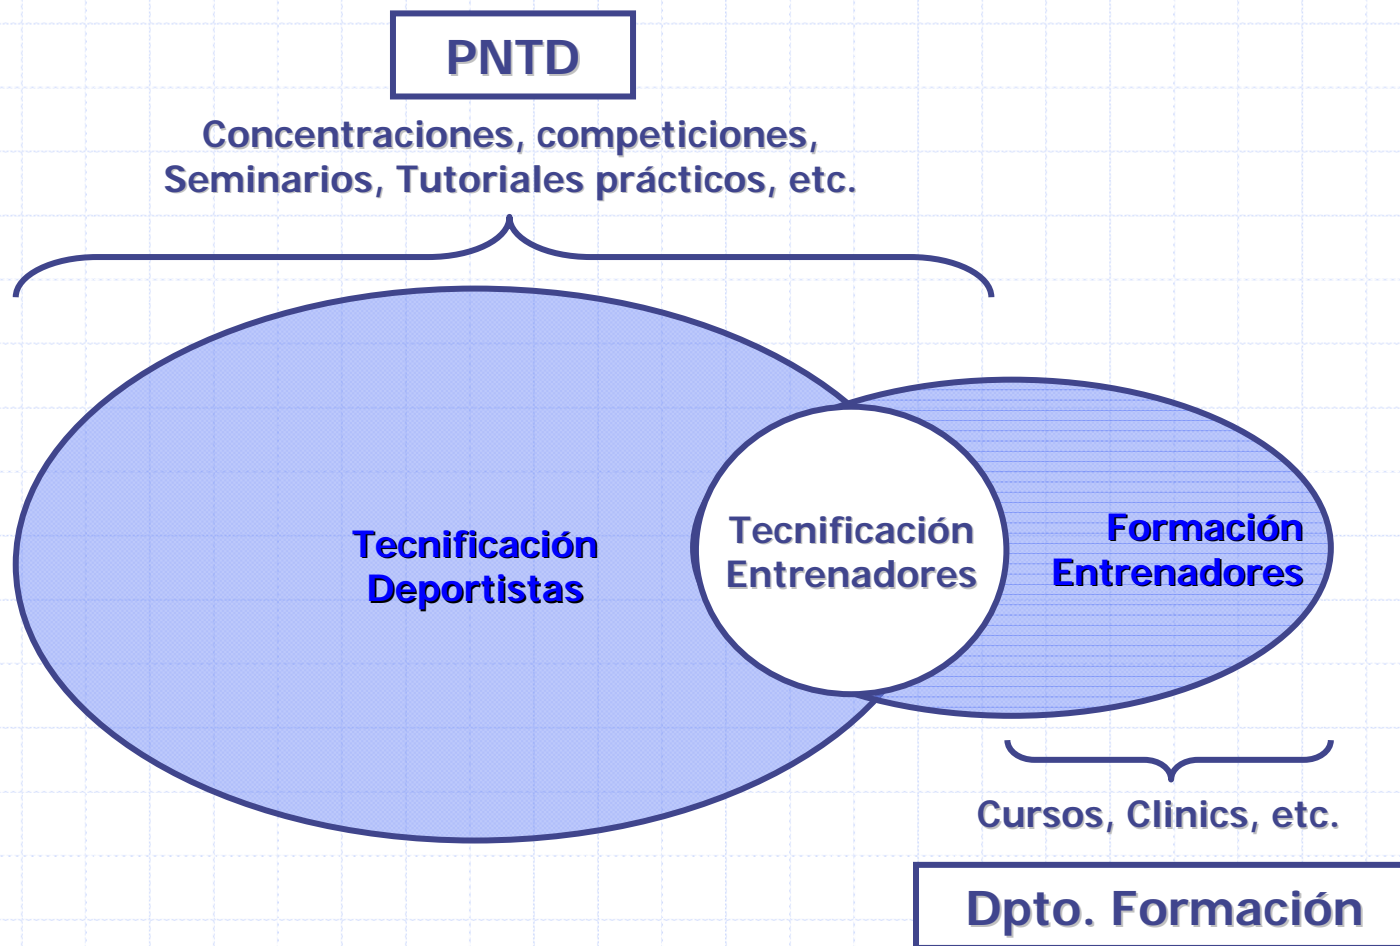 PNTD
Concentraciones, competiciones,
Seminarios, Tutoriales prácticos, etc.
Tecnificación
Deportistas
Tecnificación
Entrenadores
Formación
Entrenadores
Cursos, Clinics, etc.
Dpto. Formación